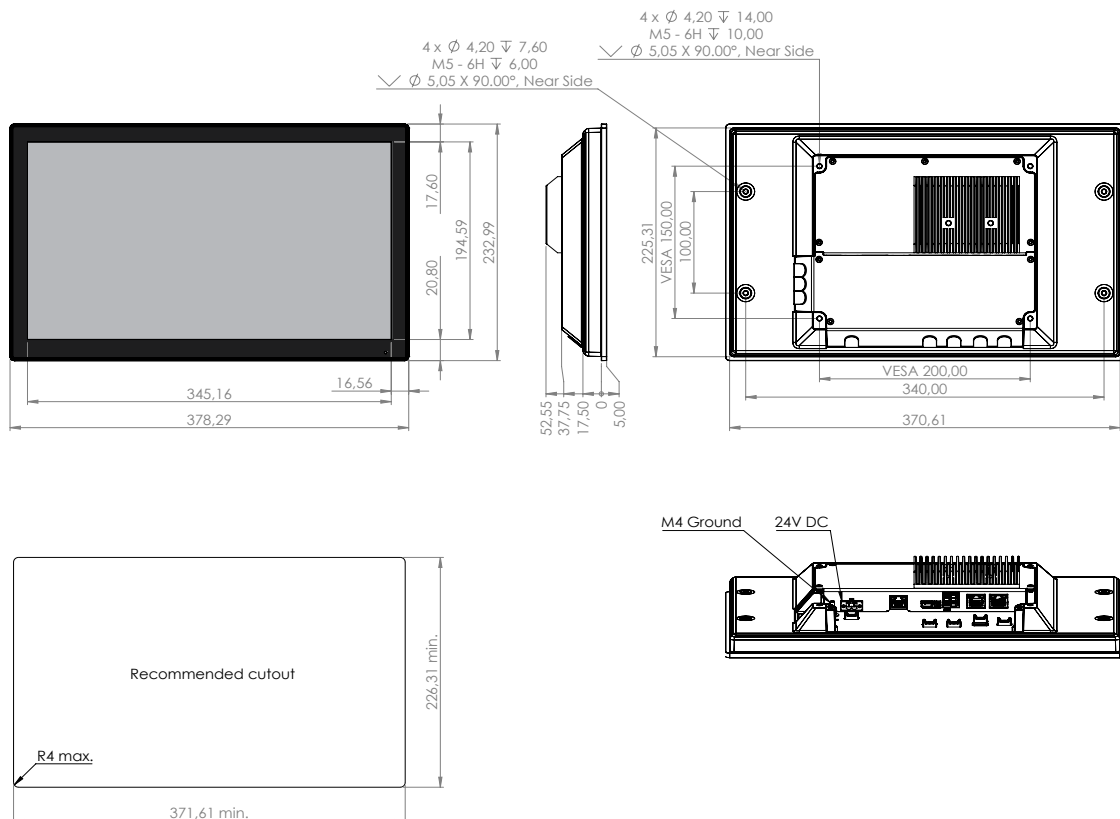 4 x Ø 4,20 ↧ 14,00
M5 - 6H ↧ 10,00
⌵ Ø 5,05 X 90.00°, Near Side
4 x Ø 4,20 ↧ 7,60
M5 - 6H ↧ 6,00
⌵ Ø 5,05 X 90.00°, Near Side
17,60
194,59
232,99
20,80
16,56
345,16
378,29
52,55
37,75
17,50
0
5,00
225,31
VESA 150,00
100,00
VESA 200,00
340,00
370,61
M4 Ground
24V DC
Recommended cutout
226,31 min.
R4 max.
371,61 min.